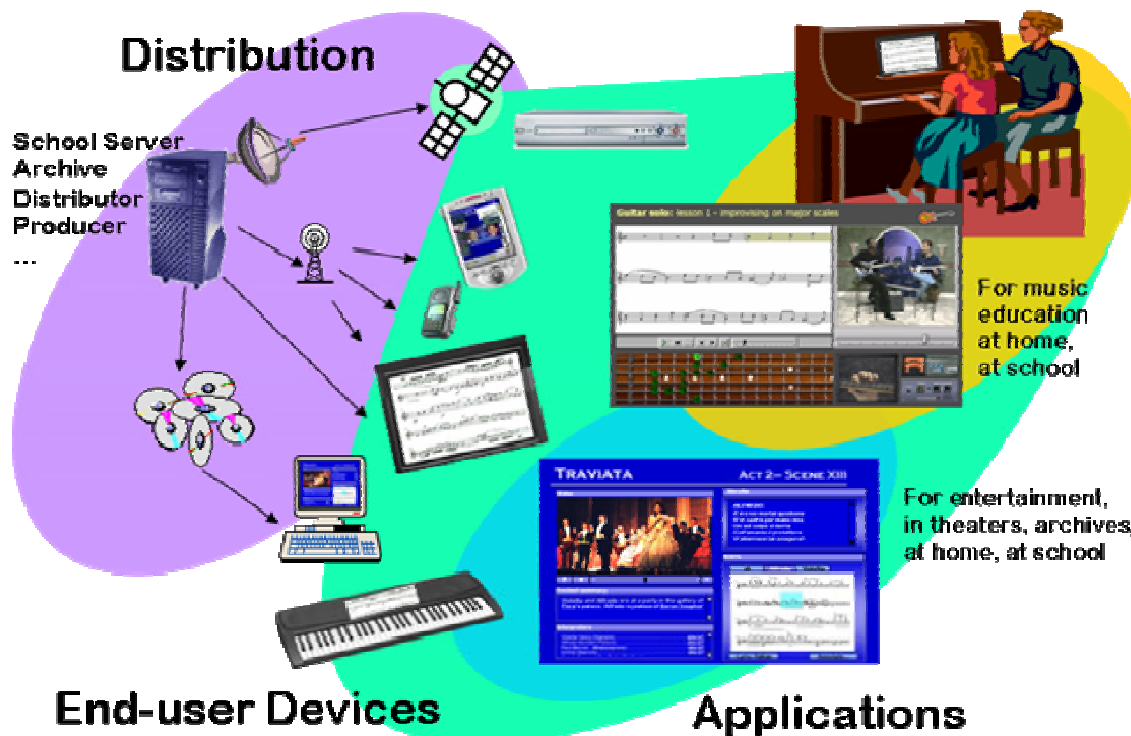 Distribution
School Server
Archive
Distributor
Producer
...
Guitar solo: lesson 1 - improvising on major scales
For music
education
at home,
at school
TRAVIATA
ACT 2– SCENE XIII
For entertainment,
in theaters, archives,
at home, at school
End-user Devices
Applications